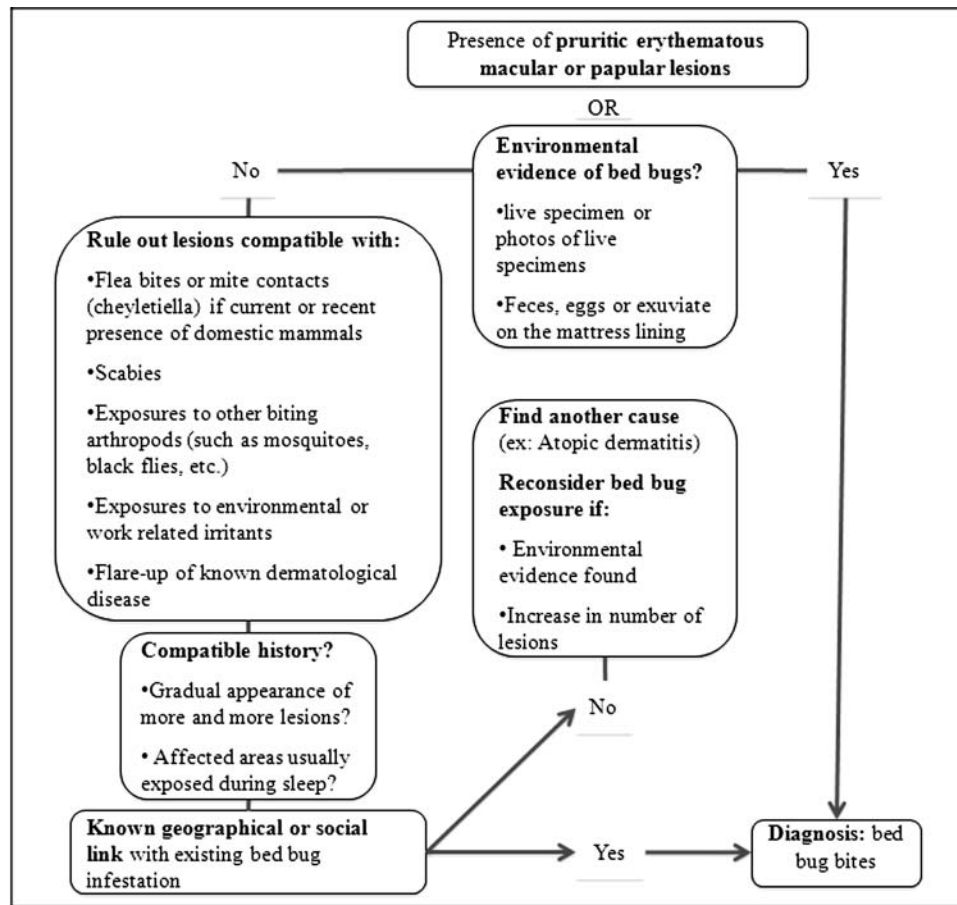 Presence of pruritic erythematous
macular or papular lesions
OR
Environmental
evidence of bed bugs?
•live specimen or
photos of live
specimens
•Feces, eggs or exuviate
on the mattress lining
No
Yes
Rule out lesions compatible with:
•Flea bites or mite contacts
(cheyletiella) if current or recent
presence of domestic mammals
•Scabies
•Exposures to other biting
arthropods (such as mosquitoes,
black flies, etc.)
•Exposures to environmental or
work related irritants
•Flare-up of known dermatological
disease
Compatible history?
•Gradual appearance of
more and more lesions?
• Affected areas usually
exposed during sleep?
Known geographical or social
link with existing bed bug
infestation
Find another cause
(ex: Atopic dermatitis)
Reconsider bed bug
exposure if:
• Environmental
evidence found
•Increase in number of
lesions
No
Yes
Diagnosis: bed
bug bites